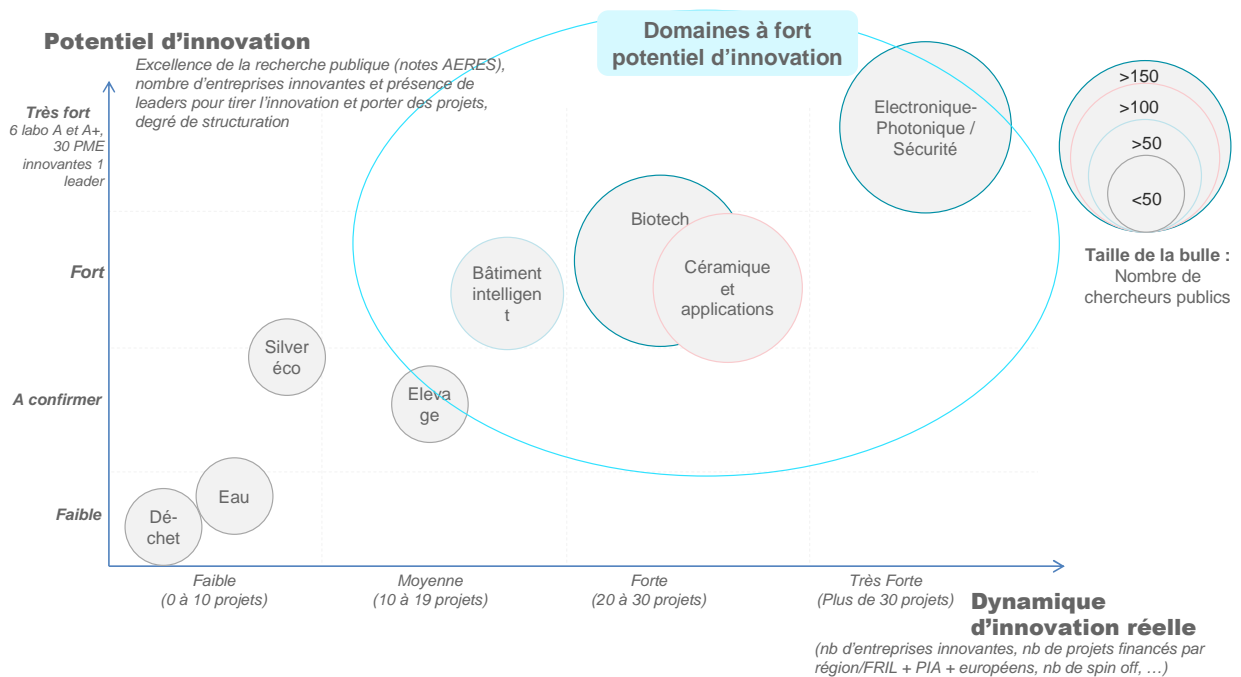 Domaines à fort
potentiel d’innovation
Potentiel d’innovation
Excellence de la recherche publique (notes AERES),
nombre d’entreprises innovantes et présence de
leaders pour tirer l’innovation et porter des projets,
degré de structuration
Très fort
6 labo A et A+,
30 PME
innovantes 1
leader
Fort
A confirmer
Faible
Electronique-
Photonique /
Sécurité
Biotech
Céramique
et
applications
Bâtiment
intelligen
t
Silver
éco
Eleva
ge
Eau
Dé-
chet
>150
>100
>50
<50
Taille de la bulle :
Nombre de
chercheurs publics
Faible
(0 à 10 projets)
Moyenne
(10 à 19 projets)
Forte
(20 à 30 projets)
Très Forte
(Plus de 30 projets)
Dynamique
d’innovation réelle
(nb d’entreprises innovantes, nb de projets financés par
région/FRIL + PIA + européens, nb de spin off, …)